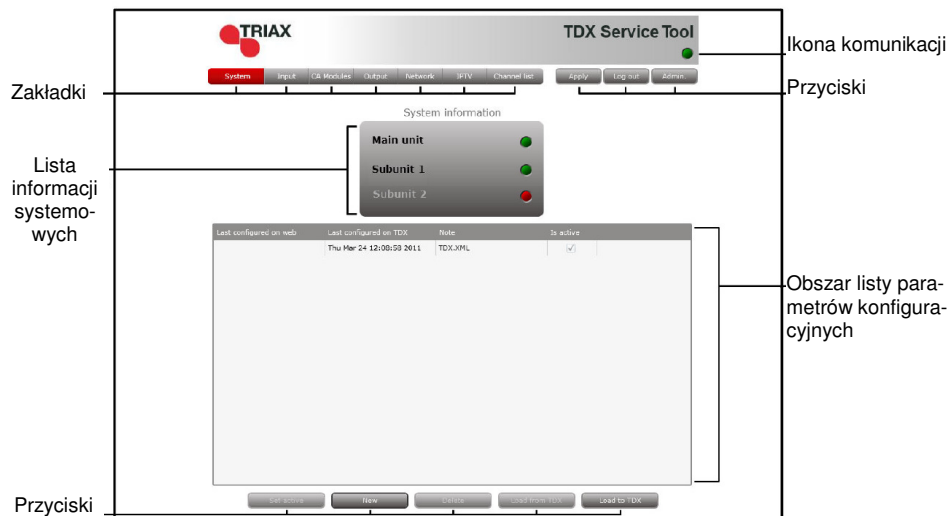 TRIAX
TDX Service Tool
Ikona komunikacji
System Input CA Modules Output Network IPTV Channel list Apply Log out Admin.
Zakładki
Przyciski
System information
Main unit
Subunit 1
Subunit 2
Lista
informacji
systemo-
wych
Last configured on web Last configured on TDX Note Is active
Thu Mar 24 12:08:58 2011 TDX.XML
Obszar listy para-
metrów konfigura-
cyjnych
Set active New Delete Load from TDX Load to TDX
Przyciski